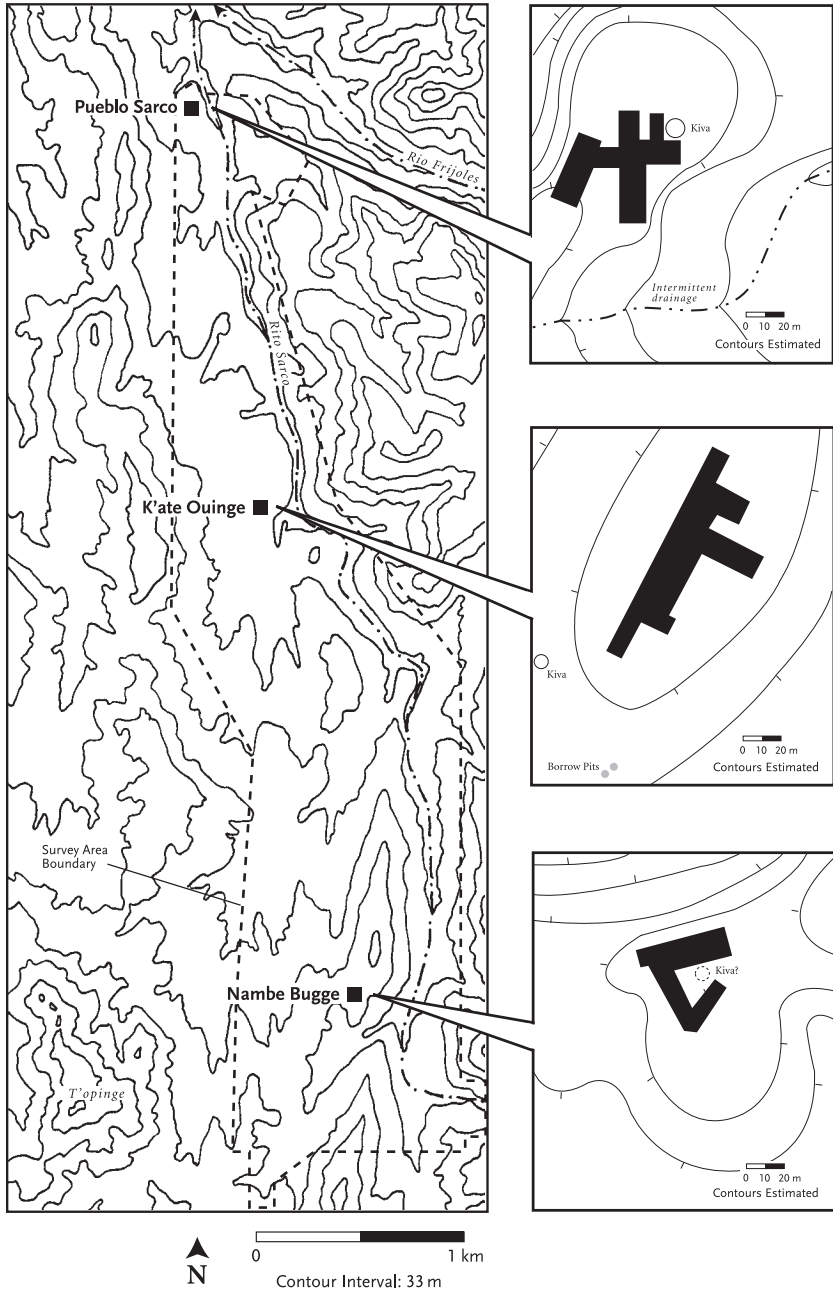 Pueblo Sarco
Rio Frijoles
Rito Sarco
K'ate Ouinge
Survey Area
Boundary
Nambe Bugge
T'opinge
N
0 1 km
Contour Interval: 33 m
Kiva
Intermittent
drainage
0 10 20 m
Contours Estimated
Kiva
Borrow Pits
0 10 20 m
Contours Estimated
Kiva?
0 10 20 m
Contours Estimated